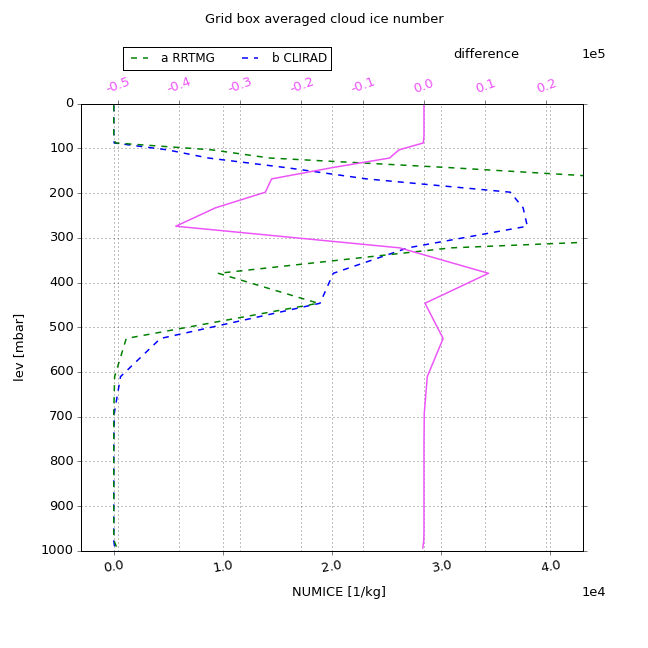 Grid box averaged cloud ice number
a RRTMG b CLIRAD difference 1e5
-0.5 -0.4 -0.3 -0.2 -0.1 0.0 0.1 0.2
0
100
200
300
400
500
600
700
800
900
1000
lev [mbar]
0.0 1.0 2.0 3.0 4.0
NUMICE [1/kg] 1e4